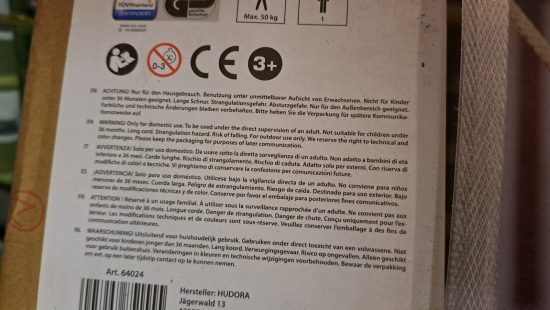 TÜVRheinland
ZERTIFIZIERT
Max. 50 kg
1
0-3
CE
3+
DE ACHTUNG! Nur für den Hausgebrauch. Benutzung unter unmittelbarer Aufsicht von Erwachsenen. Nicht für Kinder
unter 36 Monaten geeignet. Lange Schnur. Strangulationsgefahr. Absturzgefahr. Nur für den Außenbereich geeignet.
Farbliche und technische Änderungen bleiben vorbehalten. Bitte heben Sie die Verpackung für spätere Kommunika-
tionszwecke auf.
EN WARNING! Only for domestic use. To be used under the direct supervision of an adult. Not suitable for children under
36 months. Long cord. Strangulation hazard. Risk of falling. For outdoor use only. We reserve the right to technical and
color changes. Please keep the packaging for purposes of later communication.
IT AVVERTENZA! Solo per uso domestico. Da usare sotto la diretta sorveglianza di un adulto. Non adatto a bambini di età
inferiore a 36 mesi. Corde lunghe. Rischio di strangolamento. Rischio di caduta. Adatto solo per esterni. Con riserva di
modifiche di colori e tecniche. Vi preghiamo di conservare la confezione per comunicazioni future.
ES ¡ADVERTENCIA! Solo para uso doméstico. Utilícese bajo la vigilancia directa de un adulto. No conviene para niños
menores de 36 meses. Cuerda larga. Peligro de estrangulamiento. Riesgo de caída. Destinado para uso exterior. Bajo
reserva de modificaciones técnicas y de color. Conserve por favor el embalaje para posteriores fines comunicativos.
FR ATTENTION ! Réservé à un usage familial. À utiliser sous la surveillance rapprochée d'un adulte. Ne convient pas aux
enfants de moins de 36 mois. Longue corde. Danger de strangulation. Danger de chute. Conçu uniquement pour l'ex-
térieur. Les modifications techniques et de couleurs sont sous-réserve. Veuillez conserver l'emballage à des fins de
communication ultérieures.
NL WAARSCHUWING! Uitsluitend voor huishoudelijk gebruik. Gebruiken onder direct toezicht van een volwassene. Niet
geschikt voor kinderen jonger dan 36 maanden. Lang koord. Verwurgingsgevaar. Risico op ongevallen. Alleen geschikt
voor gebruik buitenshuis. Veranderingen in kleuren en technische wijzigingen voorbehouden. Bewaar de verpakking
om evt. op een later tijdstip contact op te kunnen nemen.
Art. 64024
Hersteller: HUDORA
Jägerwald 13